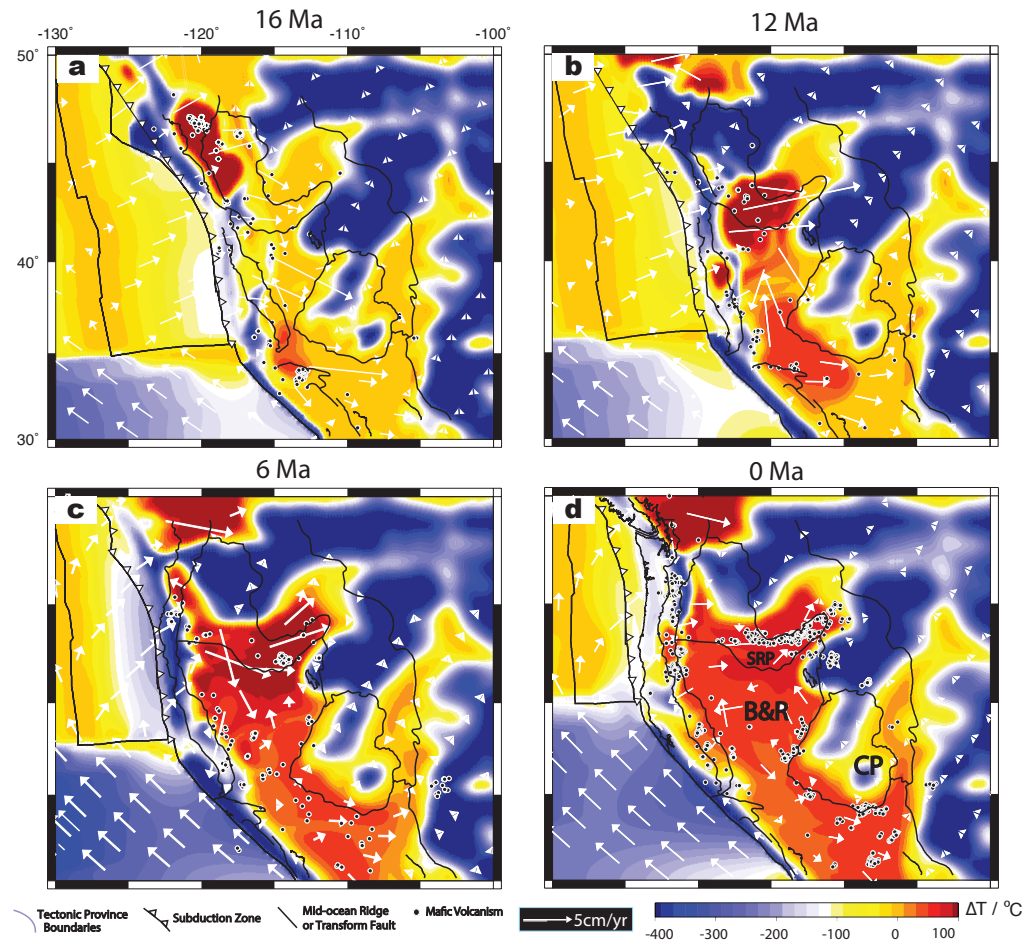 16 Ma
12 Ma
-130° -120° -110° -100°
50°
40°
30°
a
b
6 Ma
0 Ma
c
d
SRP
B&R
CP
Tectonic Province Boundaries
Subduction Zone
Mid-ocean Ridge or Transform Fault
Mafic Volcanism
5cm/yr
-400 -300 -200 -100 0 100
ΔT / °C